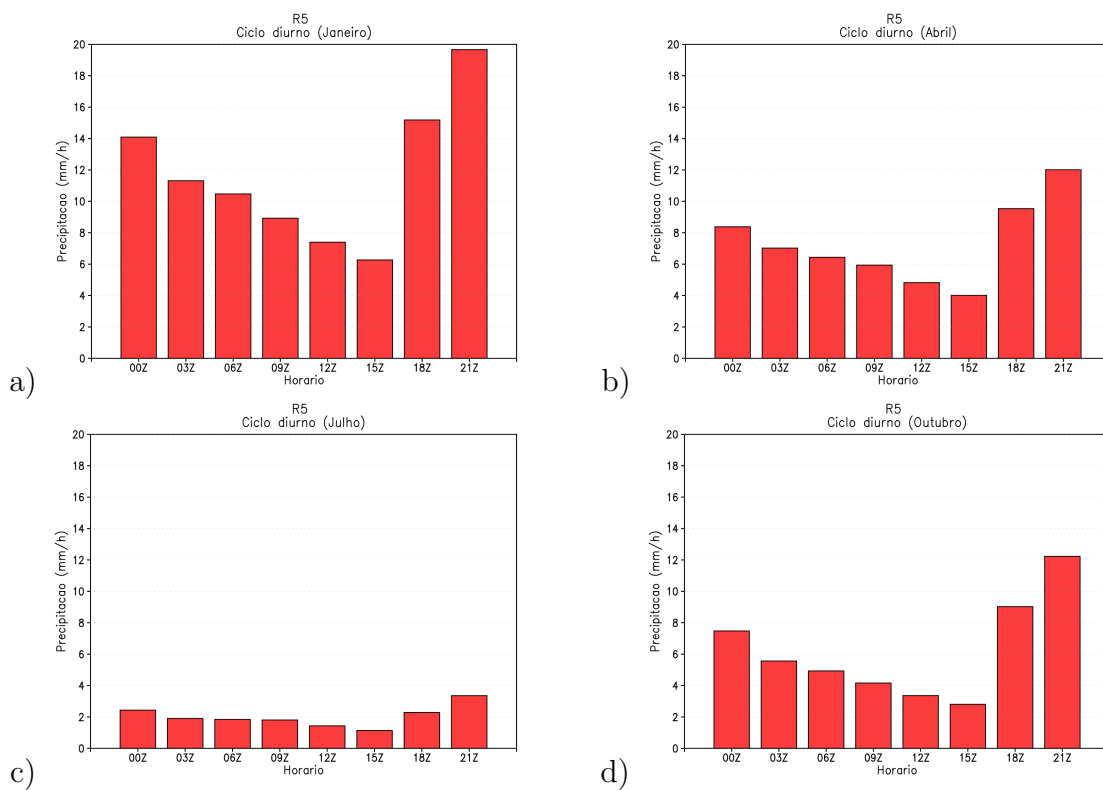 R5
Ciclo diurno (Janeiro)
Precipitacao (mm/h)
20
18
16
14
12
10
8
6
4
2
0
00Z 03Z 06Z 09Z 12Z 15Z 18Z 21Z
Horario
a)
R5
Ciclo diurno (Abril)
Precipitacao (mm/h)
20
18
16
14
12
10
8
6
4
2
0
00Z 03Z 06Z 09Z 12Z 15Z 18Z 21Z
Horario
b)
R5
Ciclo diurno (Julho)
Precipitacao (mm/h)
20
18
16
14
12
10
8
6
4
2
0
00Z 03Z 06Z 09Z 12Z 15Z 18Z 21Z
Horario
c)
R5
Ciclo diurno (Outubro)
Precipitacao (mm/h)
20
18
16
14
12
10
8
6
4
2
0
00Z 03Z 06Z 09Z 12Z 15Z 18Z 21Z
Horario
d)